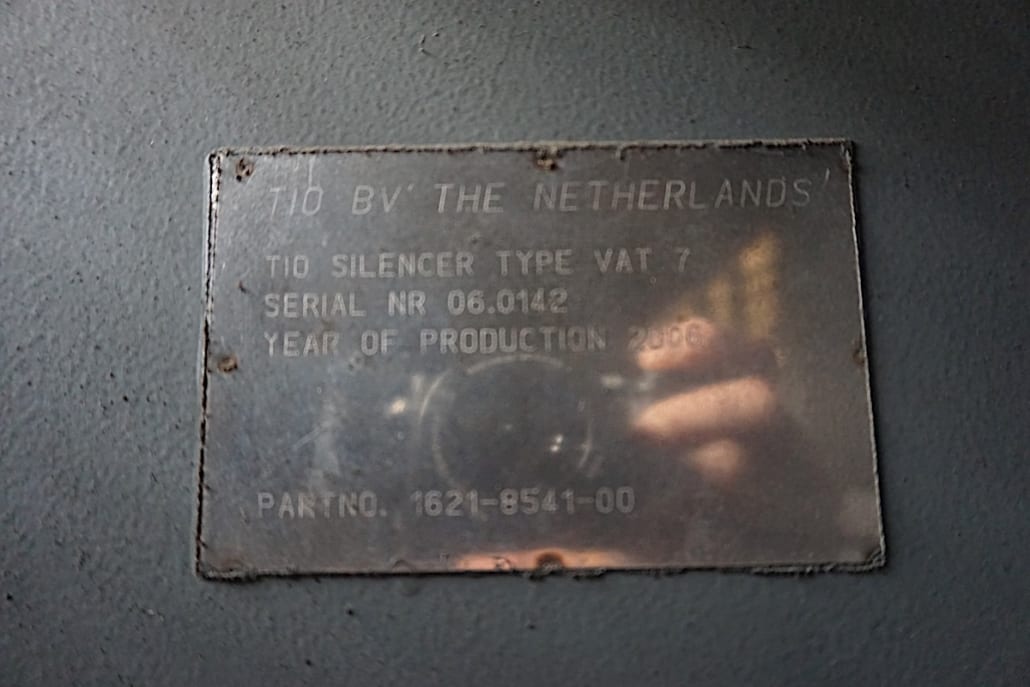 TIO BV' THE NETHERLANDS'
TIO SILENCER TYPE VAT 7
SERIAL NR 06.0142
YEAR OF PRODUCTION 2006
PARTNO. 1621-8541-00